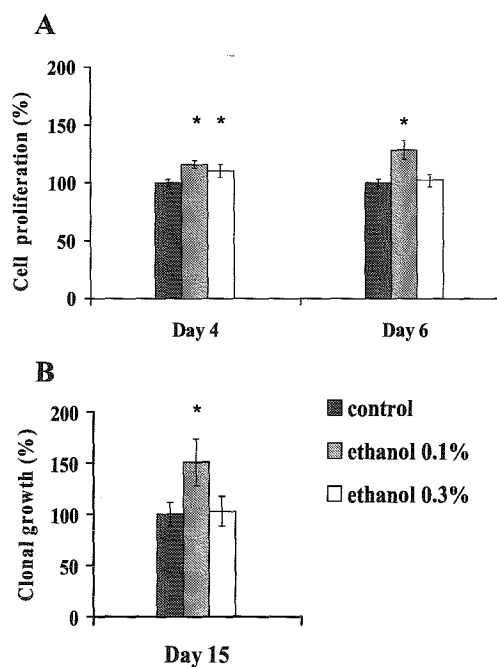 A
Cell proliferation (%)
200
150
100
50
0
* *
*
Day 4 Day 6
B
Clonal growth (%)
200
150
100
50
0
*
Day 15
control
ethanol 0.1%
ethanol 0.3%